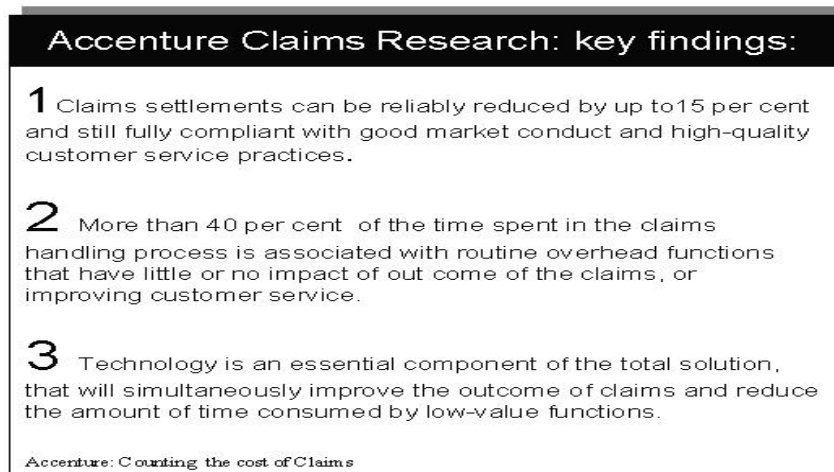 Accenture Claims Research: key findings:
1 Claims settlements can be reliably reduced by up to15 per cent
and still fully compliant with good market conduct and high-quality
customer service practices.
2 More than 40 per cent of the time spent in the claims
handling process is associated with routine overhead functions
that have little or no impact of out come of the claims, or
improving customer service.
3 Technology is an essential component of the total solution,
that will simultaneously improve the outcome of claims and reduce
the amount of time consumed by low-value functions.
Accenture: Counting the cost of Claims